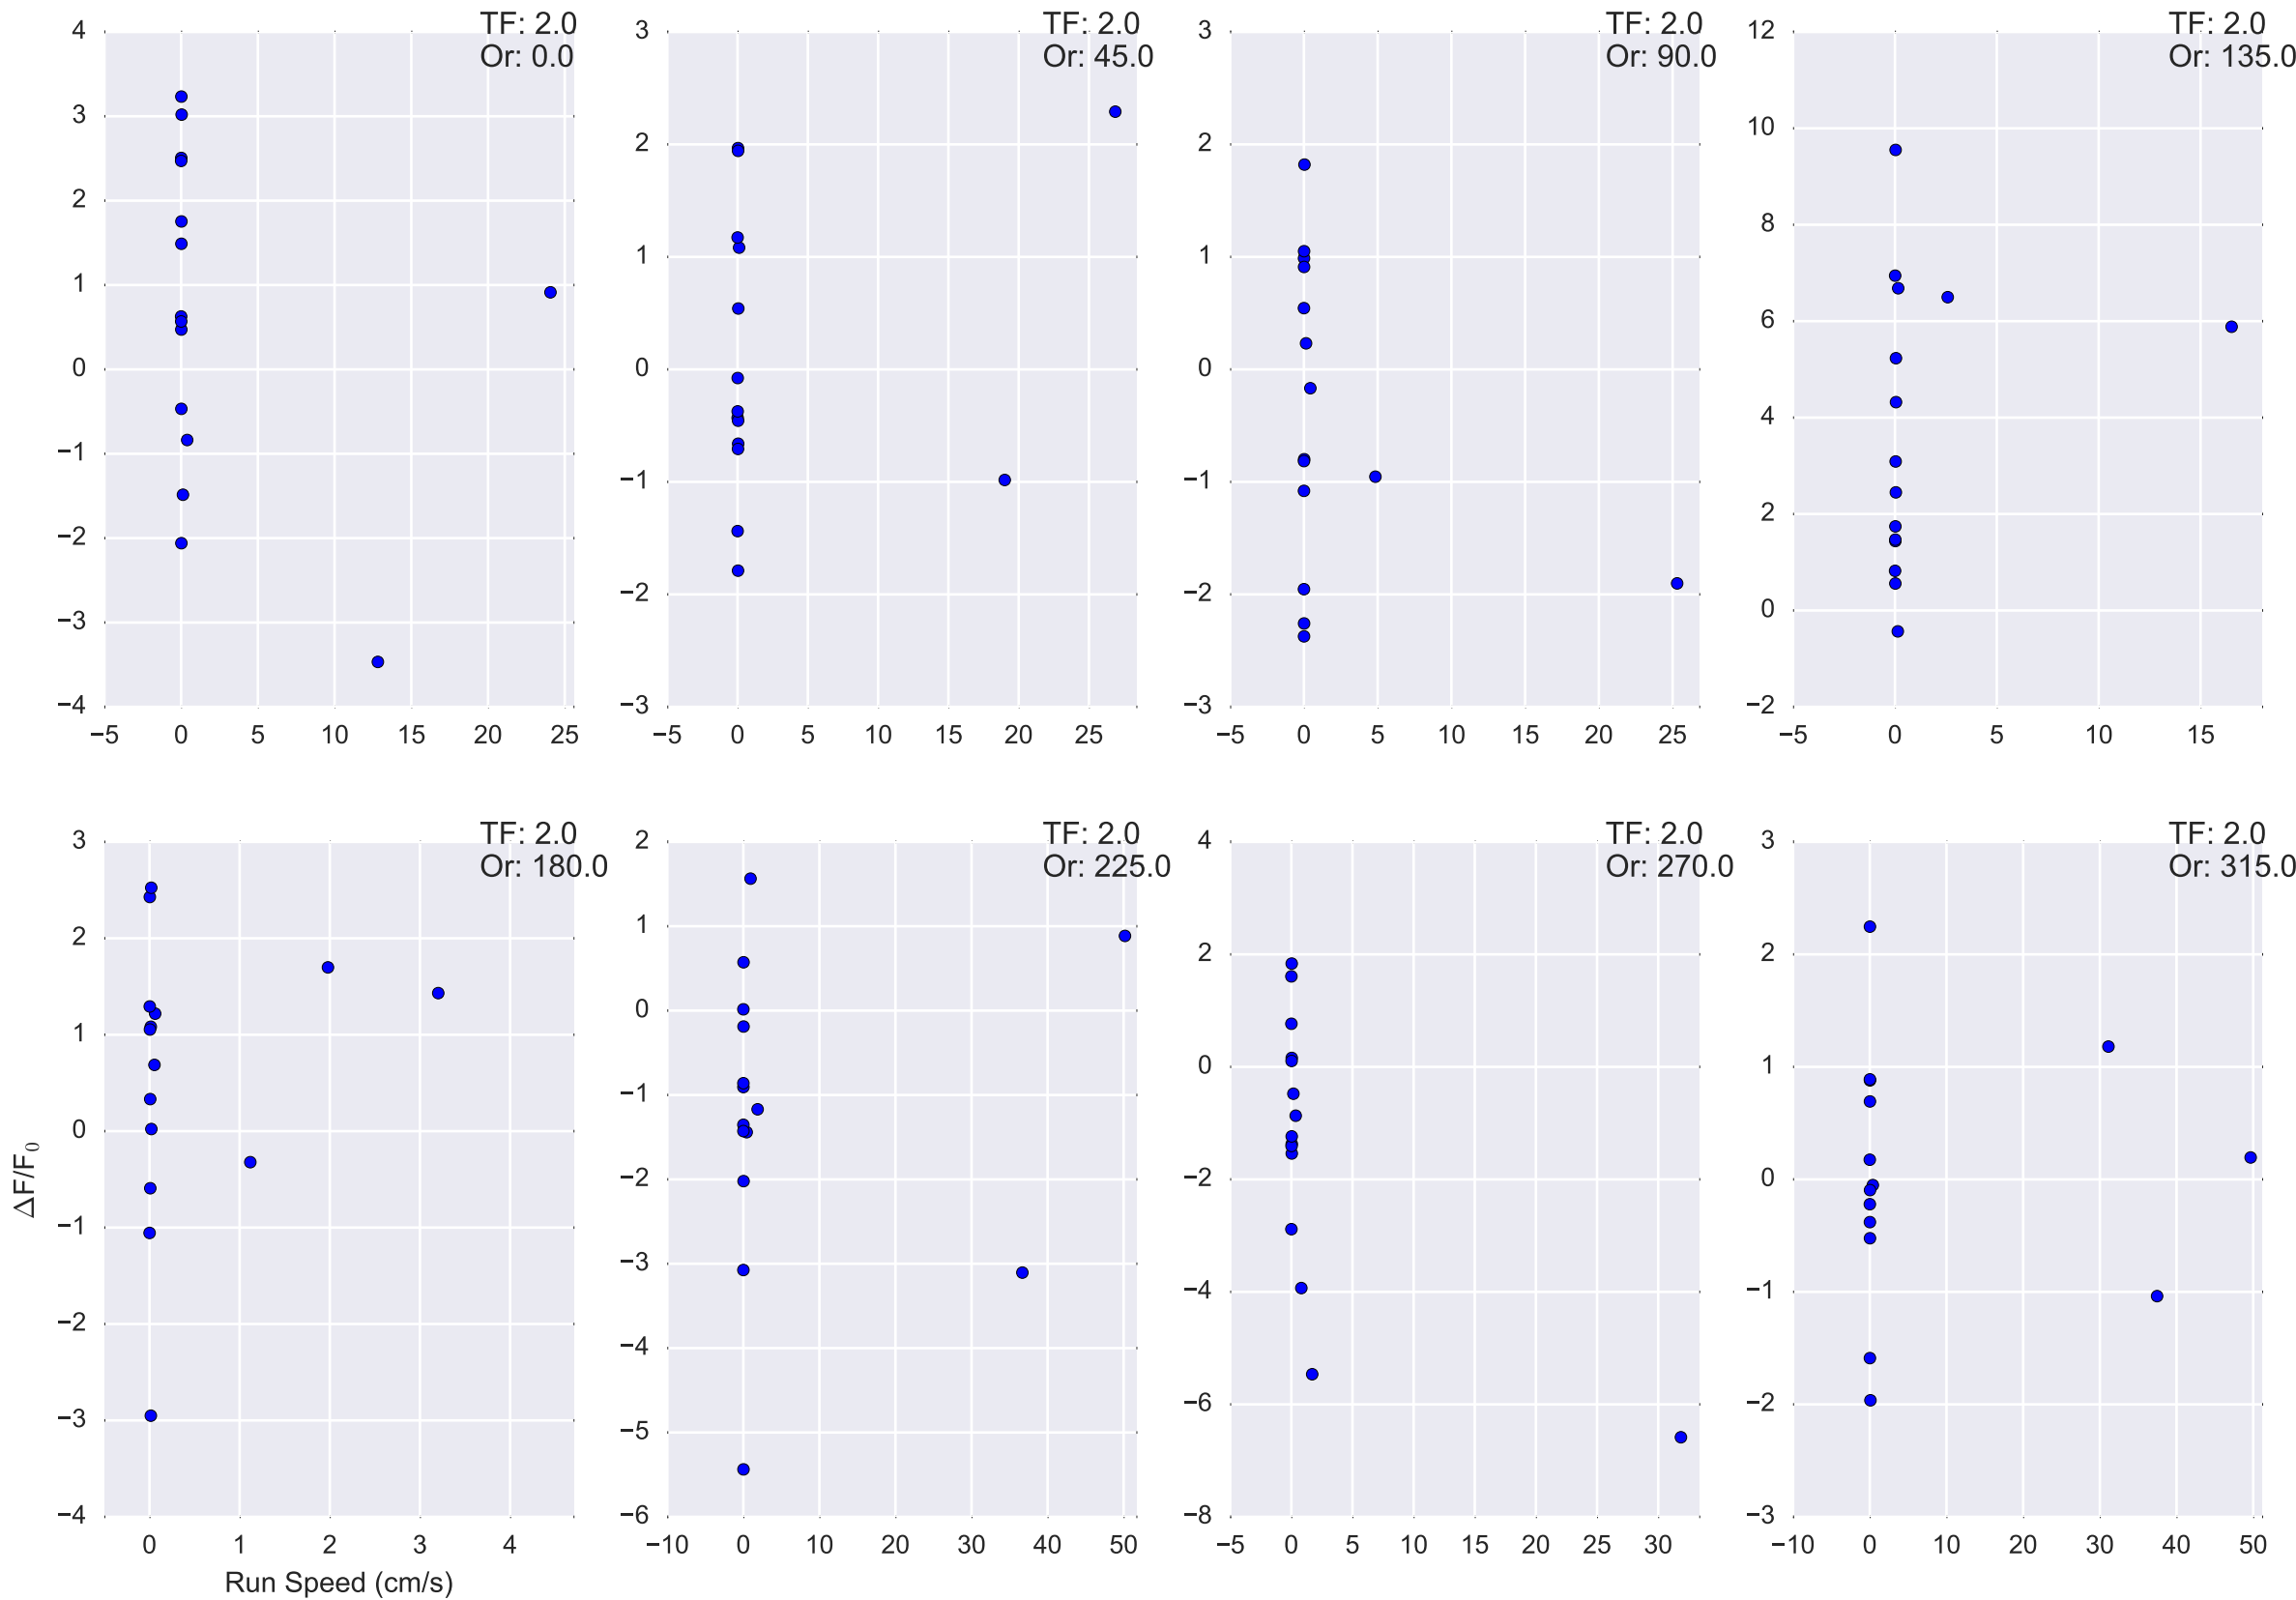 TF: 2.0
Or: 0.0
4
3
2
1
0
−1
−2
−3
−4
−5 0 5 10 15 20 25
TF: 2.0
Or: 45.0
3
2
1
0
−1
−2
−3
−5 0 5 10 15 20 25
TF: 2.0
Or: 90.0
3
2
1
0
−1
−2
−3
−5 0 5 10 15 20 25
TF: 2.0
Or: 135.0
12
10
8
6
4
2
0
−2
−5 0 5 10 15
TF: 2.0
Or: 180.0
3
2
1
0
−1
−2
−3
−4
0 1 2 3 4
ΔF/F₀
Run Speed (cm/s)
TF: 2.0
Or: 225.0
2
1
0
−1
−2
−3
−4
−5
−6
−10 0 10 20 30 40 50
TF: 2.0
Or: 270.0
4
2
0
−2
−4
−6
−8
−5 0 5 10 15 20 25 30
TF: 2.0
Or: 315.0
3
2
1
0
−1
−2
−3
−10 0 10 20 30 40 50